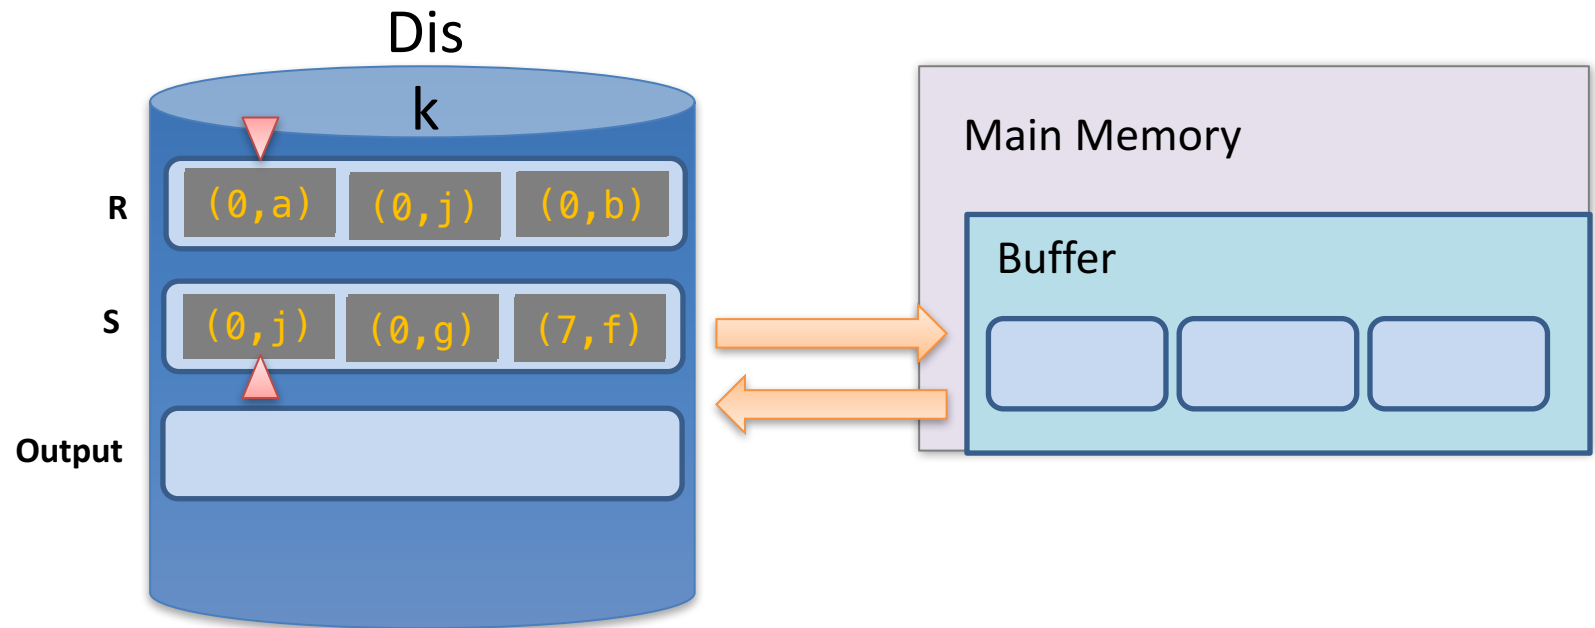 Dis
k
Main Memory
R (0,a) (0,j) (0,b)
Buffer
S (0,j) (0,g) (7,f)
Output